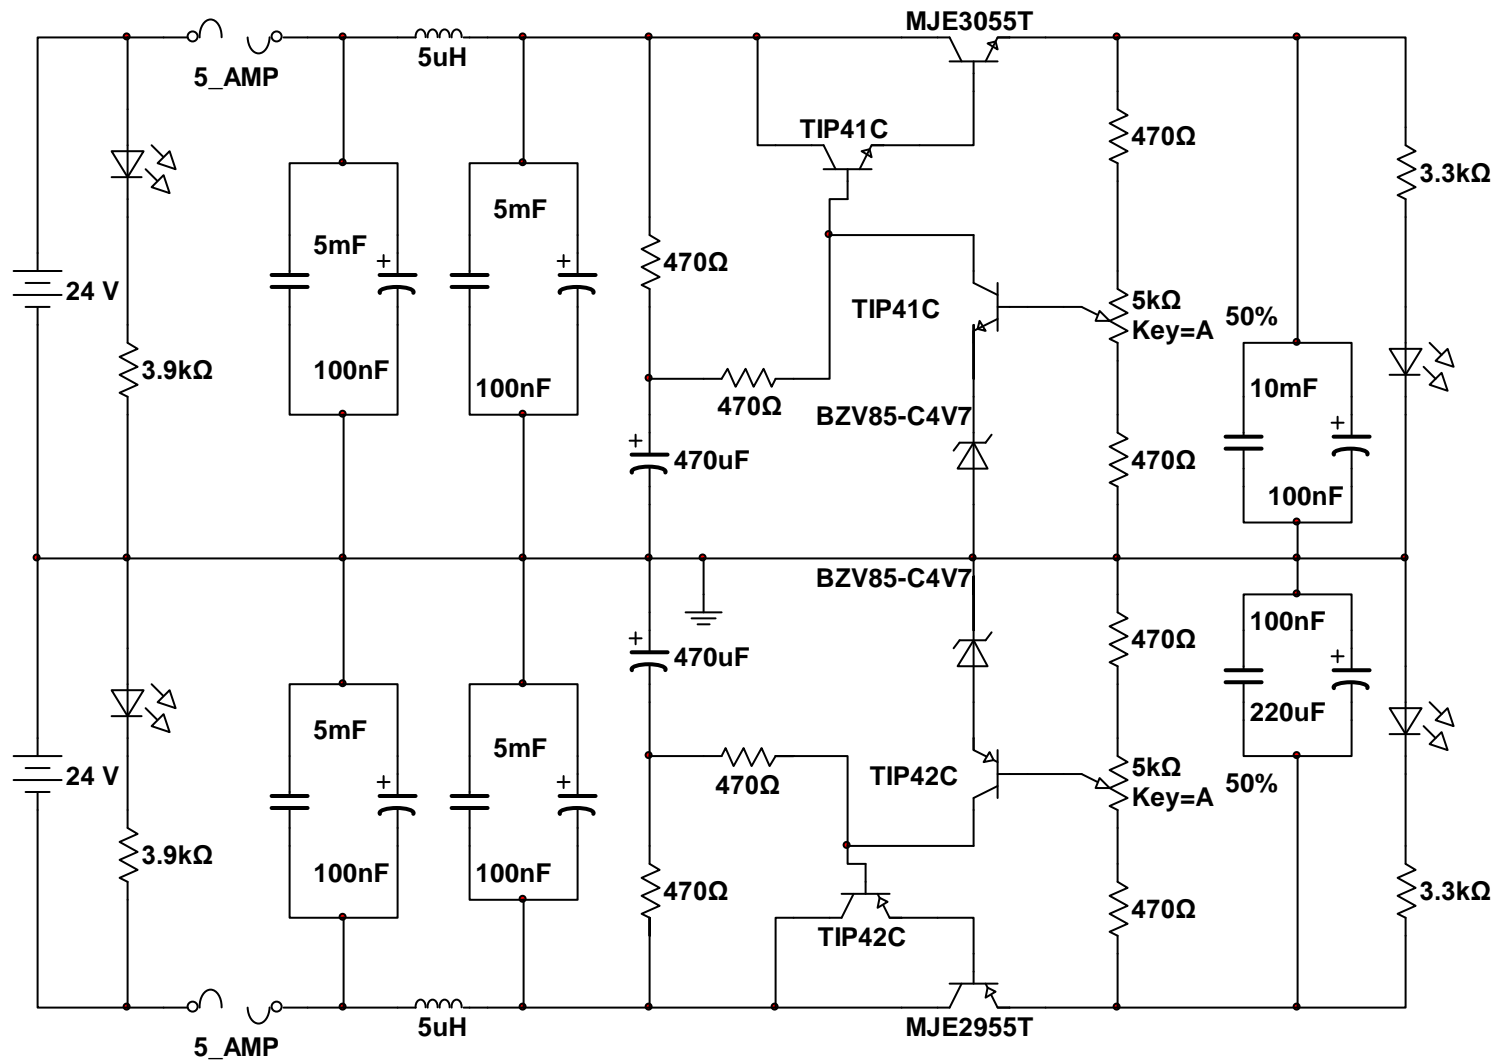 MJE3055T
5_AMP
5uH
TIP41C
470Ω
3.3kΩ
5mF
5mF
24 V
470Ω
TIP41C
5kΩ
Key=A
50%
3.9kΩ
100nF
100nF
470Ω
BZV85-C4V7
10mF
470uF
470Ω
100nF
BZV85-C4V7
100nF
470uF
470Ω
220uF
5mF
5mF
24 V
470Ω
TIP42C
5kΩ
Key=A
50%
3.9kΩ
100nF
100nF
470Ω
TIP42C
470Ω
3.3kΩ
5_AMP
5uH
MJE2955T